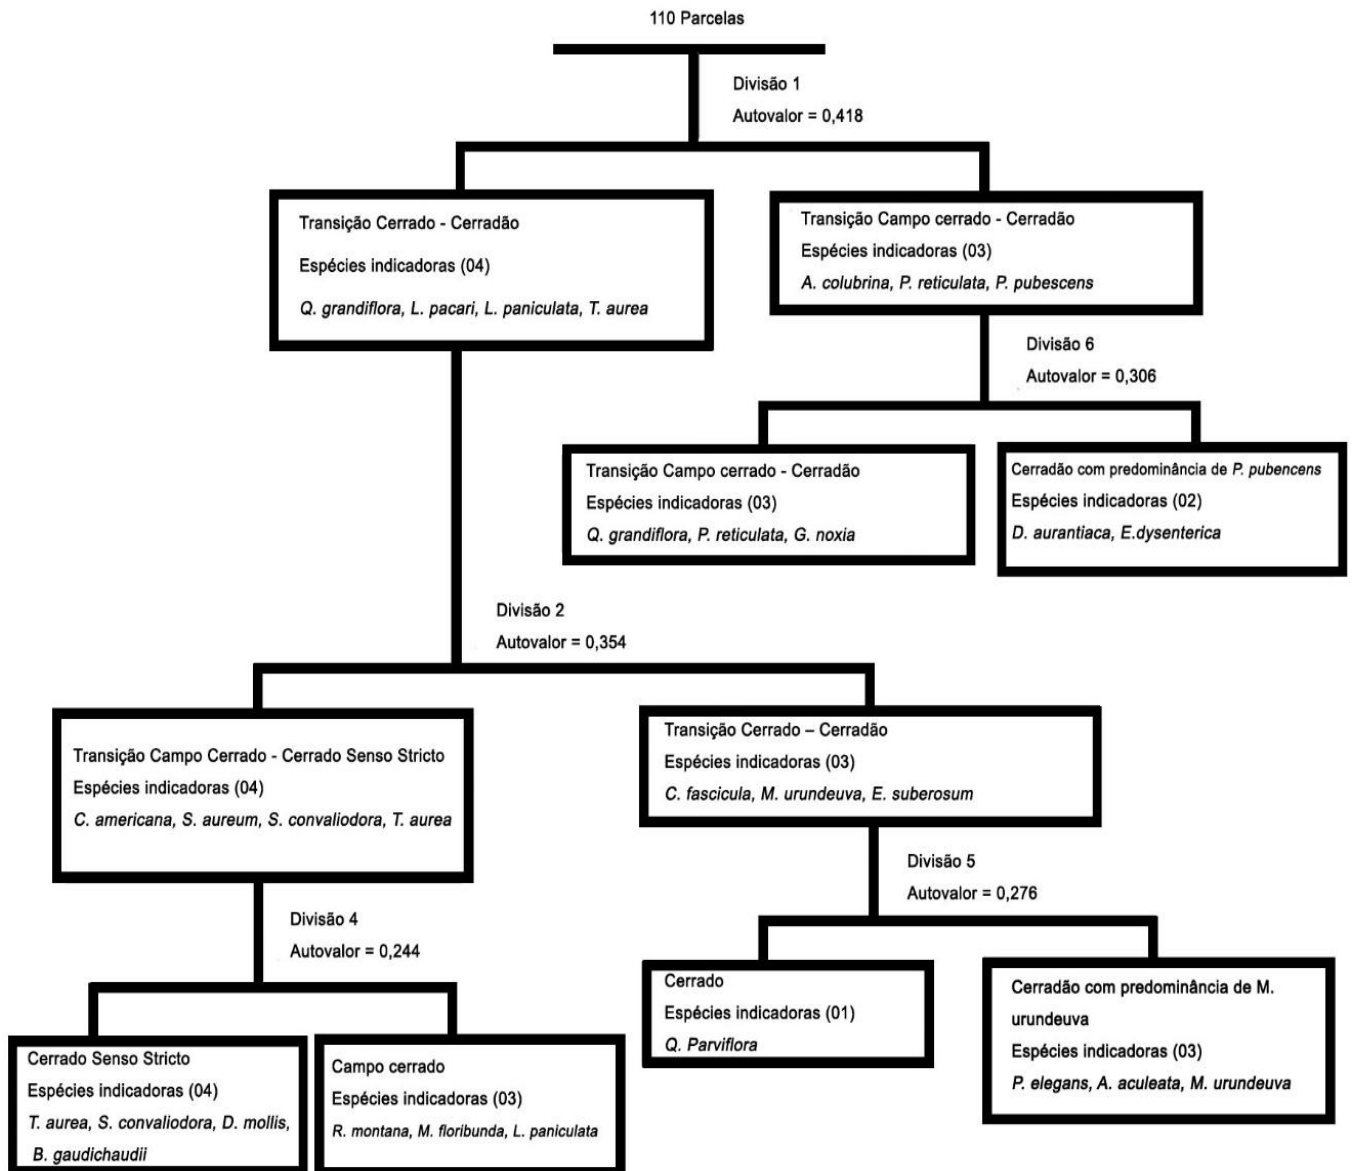 110 Parcelas
Divisão 1
Autovalor = 0,418
Transição Cerrado - Cerradão
Espécies indicadoras (04)
Q. grandiflora, L. pacari, L. paniculata, T. aurea
Transição Campo cerrado - Cerradão
Espécies indicadoras (03)
A. colubrina, P. reticulata, P. pubescens
Divisão 6
Autovalor = 0,306
Transição Campo cerrado - Cerradão
Espécies indicadoras (03)
Q. grandiflora, P. reticulata, G. noxia
Cerradão com predominância de P. pubencens
Espécies indicadoras (02)
D. aurantiaca, E.dysenterica
Divisão 2
Autovalor = 0,354
Transição Campo Cerrado - Cerrado Senso Stricto
Espécies indicadoras (04)
C. americana, S. aureum, S. convaliodora, T. aurea
Transição Cerrado – Cerradão
Espécies indicadoras (03)
C. fascicula, M. urundeuva, E. suberosum
Divisão 4
Autovalor = 0,244
Divisão 5
Autovalor = 0,276
Cerrado Senso Stricto
Espécies indicadoras (04)
T. aurea, S. convaliodora, D. mollis,
B. gaudichaudii
Campo cerrado
Espécies indicadoras (03)
R. montana, M. floribunda, L. paniculata
Cerrado
Espécies indicadoras (01)
Q. Parviflora
Cerradão com predominância de M.
urundeuva
Espécies indicadoras (03)
P. elegans, A. aculeata, M. urundeuva